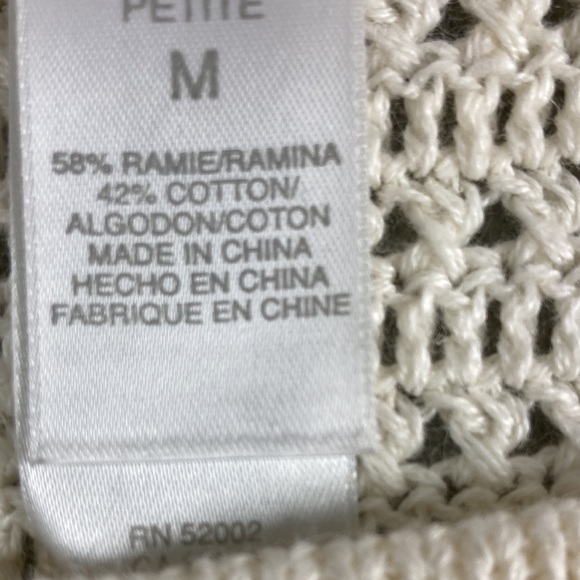 PETITE
M
58% RAMIE/RAMINA
42% COTTON/
ALGODON/COTON
MADE IN CHINA
HECHO EN CHINA
FABRIQUE EN CHINE
RN 52002